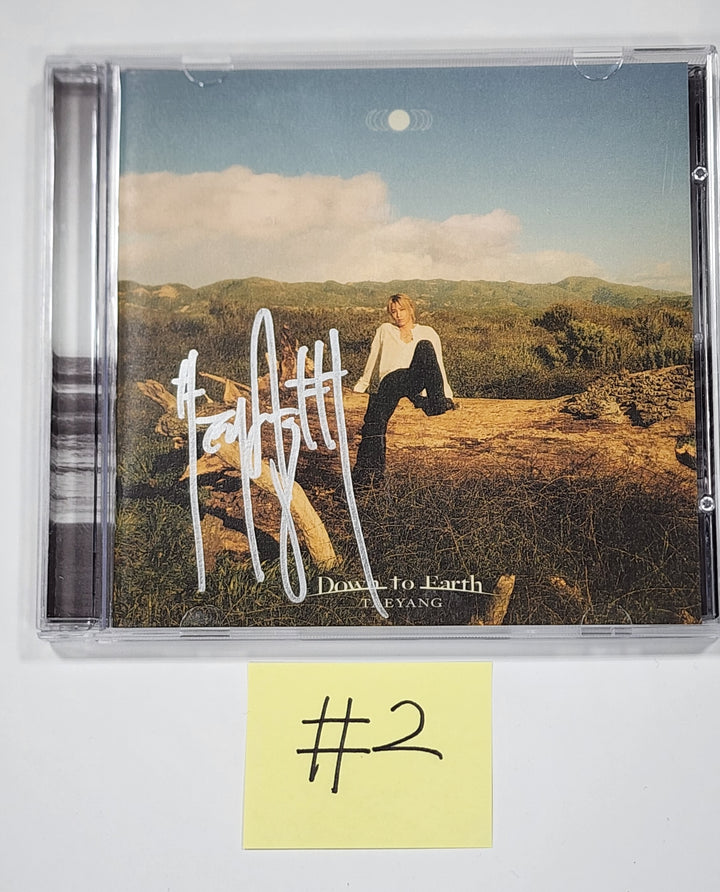 Down to Earth
TAEYANG
#2